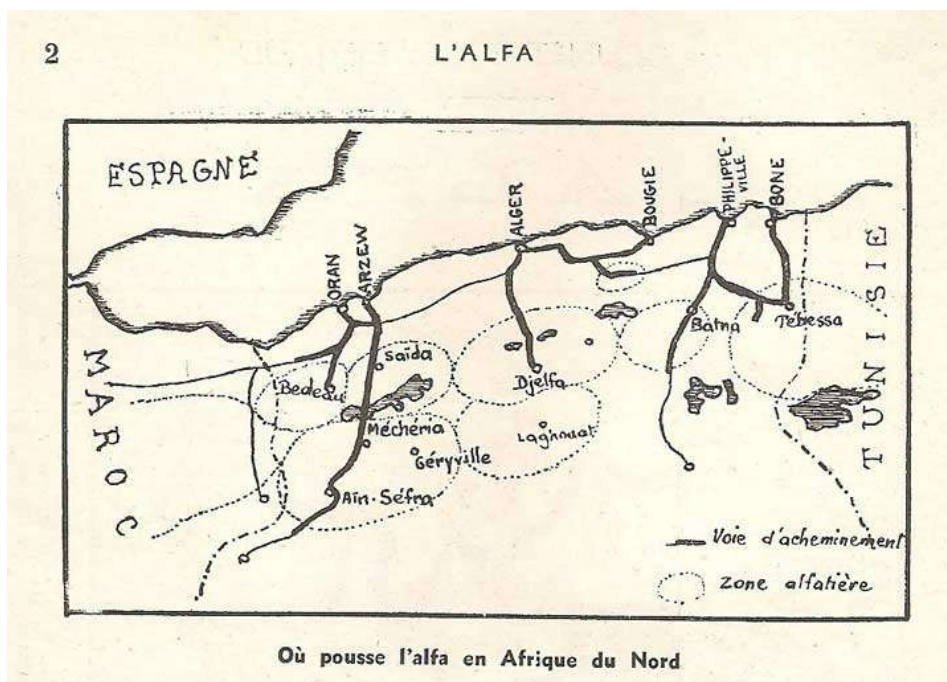 2
L'ALFA
ESPAGNE
ORAN
ARZEW
ALGER
BOUGIE
PHILIPPE-
VILLE
BONE
MAROC
TUNISIE
Saïda
Bedeau
Méchéria
Géryville
Aïn-Séfra
Djelfa
Laghouat
Batna
Tébessa
Voie d'acheminement
Zone alfatière
Où pousse l'alfa en Afrique du Nord